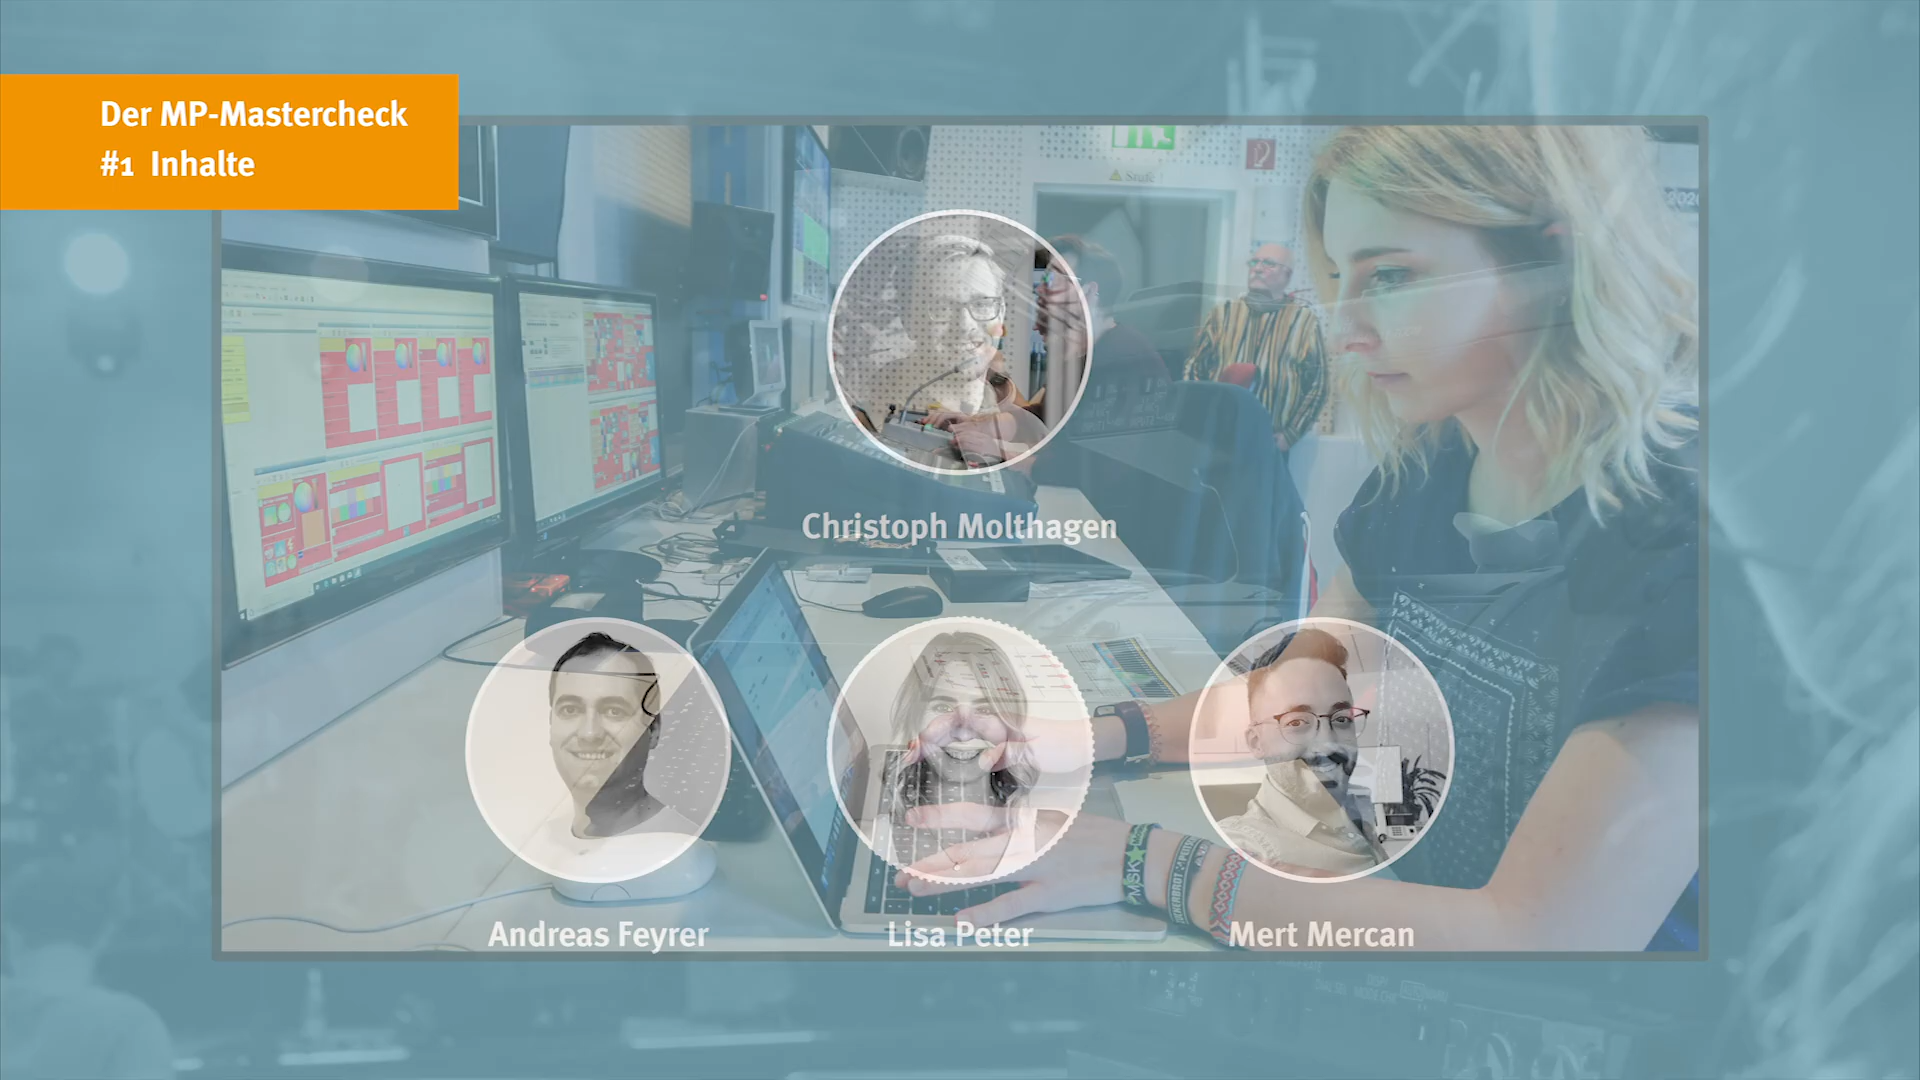 Der MP-Mastercheck
#1 Inhalte
Christoph Molthagen
Andreas Feyrer
Lisa Peter
Mert Mercan